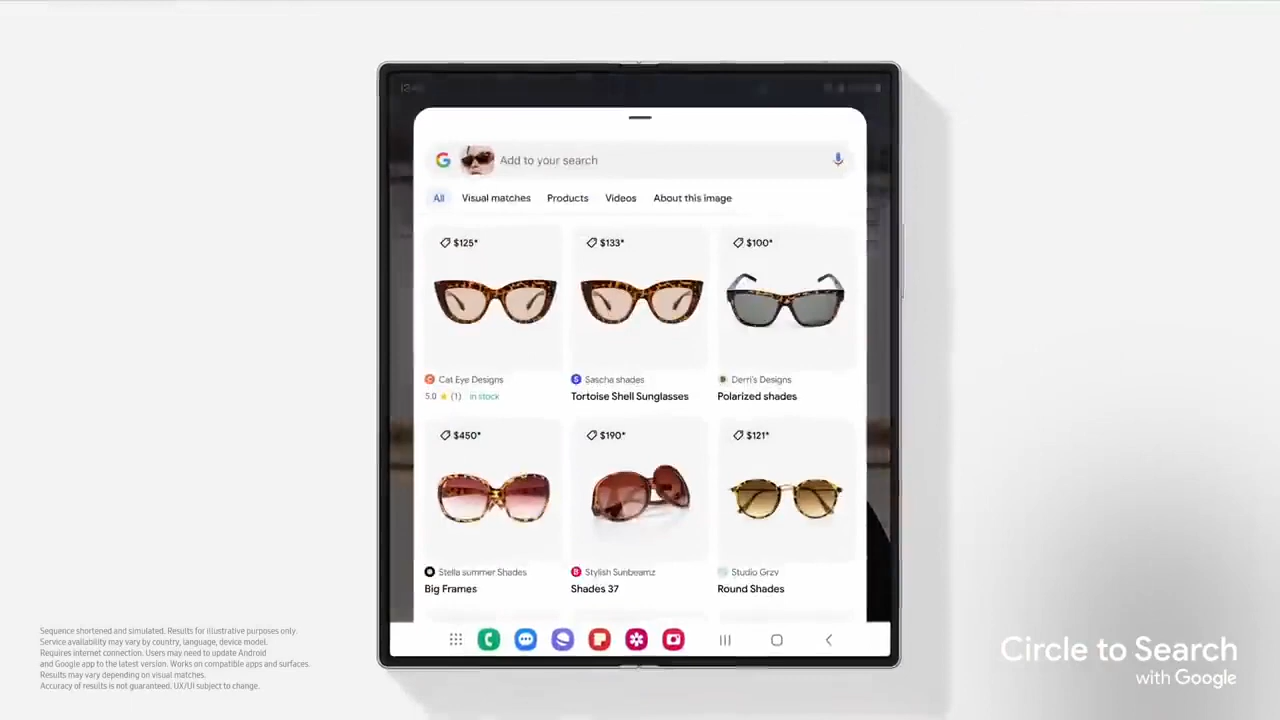 Add to your search
All Visual matches Products Videos About this image
$125* $133* $100*
Cat Eye Designs Sascha shades Derri's Designs
5.0 ★ (1) In stock Tortoise Shell Sunglasses Polarized shades
$450* $190* $121*
Stella summer Shades Stylish Sunbeamz Studio Grzv
Big Frames Shades 37 Round Shades
Sequence shortened and simulated. Results for illustrative purposes only.
Service availability may vary by country, language, device model.
Requires internet connection. Users may need to update Android
and Google app to the latest version. Works on compatible apps and surfaces.
Results may vary depending on visual matches.
Accuracy of results is not guaranteed. UX/UI subject to change.
Circle to Search
with Google